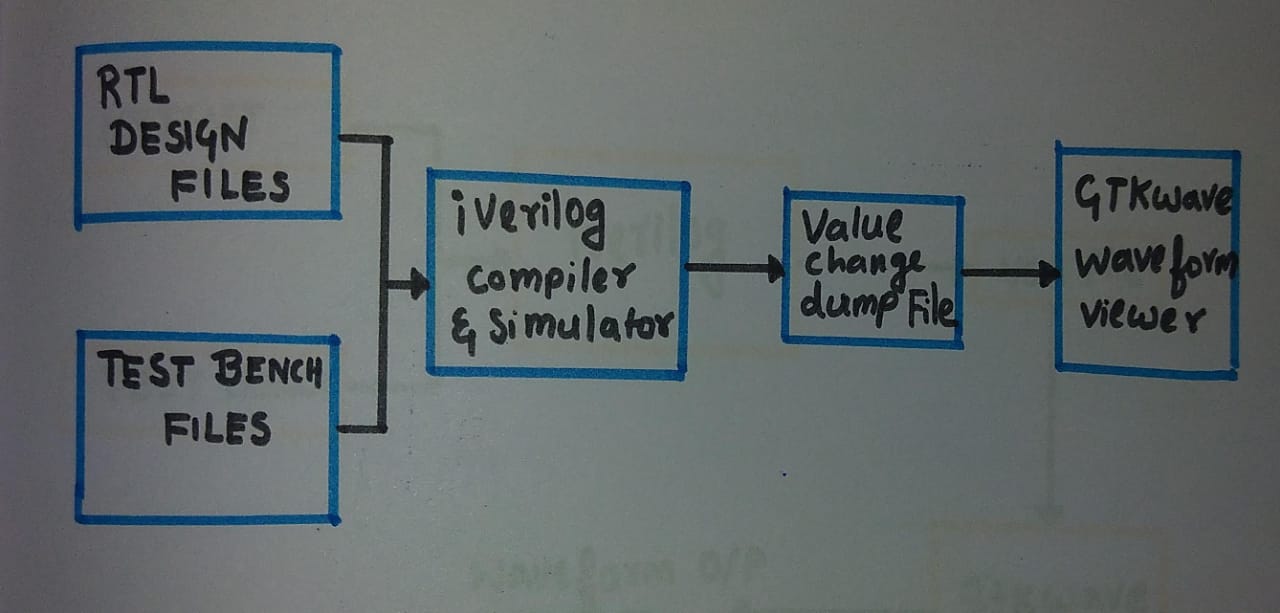 RTL
DESIGN
FILES
TEST BENCH
FILES
iverilog
compiler
& Simulator
Value
change
dump File
GTKwave
waveform
viewer